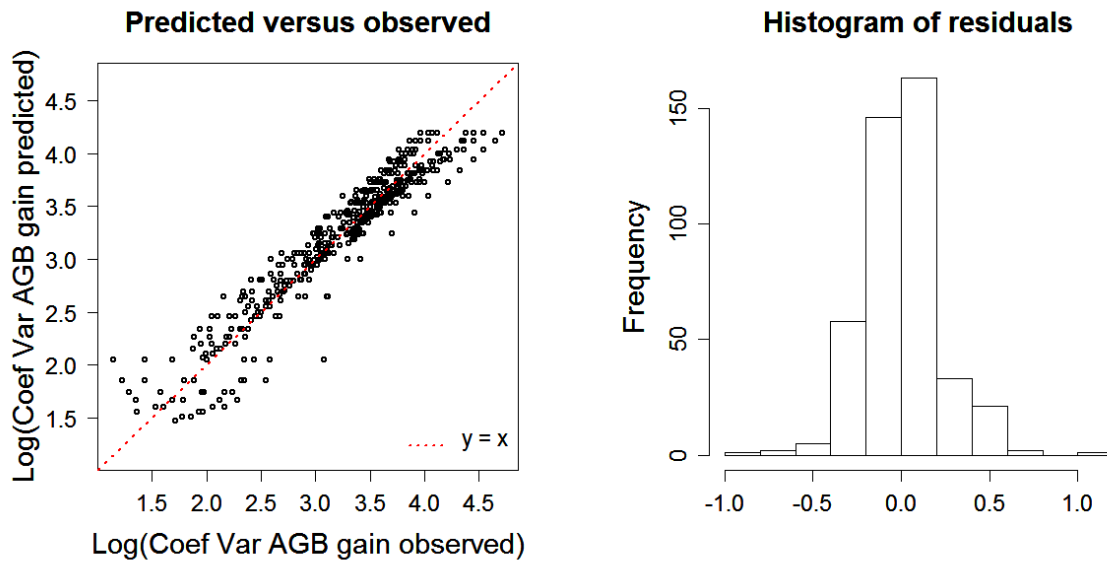 Predicted versus observed
Log(Coef Var AGB gain predicted)
4.5
4.0
3.5
3.0
2.5
2.0
1.5
y = x
1.5 2.0 2.5 3.0 3.5 4.0 4.5
Log(Coef Var AGB gain observed)
Histogram of residuals
Frequency
150
100
50
0
-1.0 -0.5 0.0 0.5 1.0